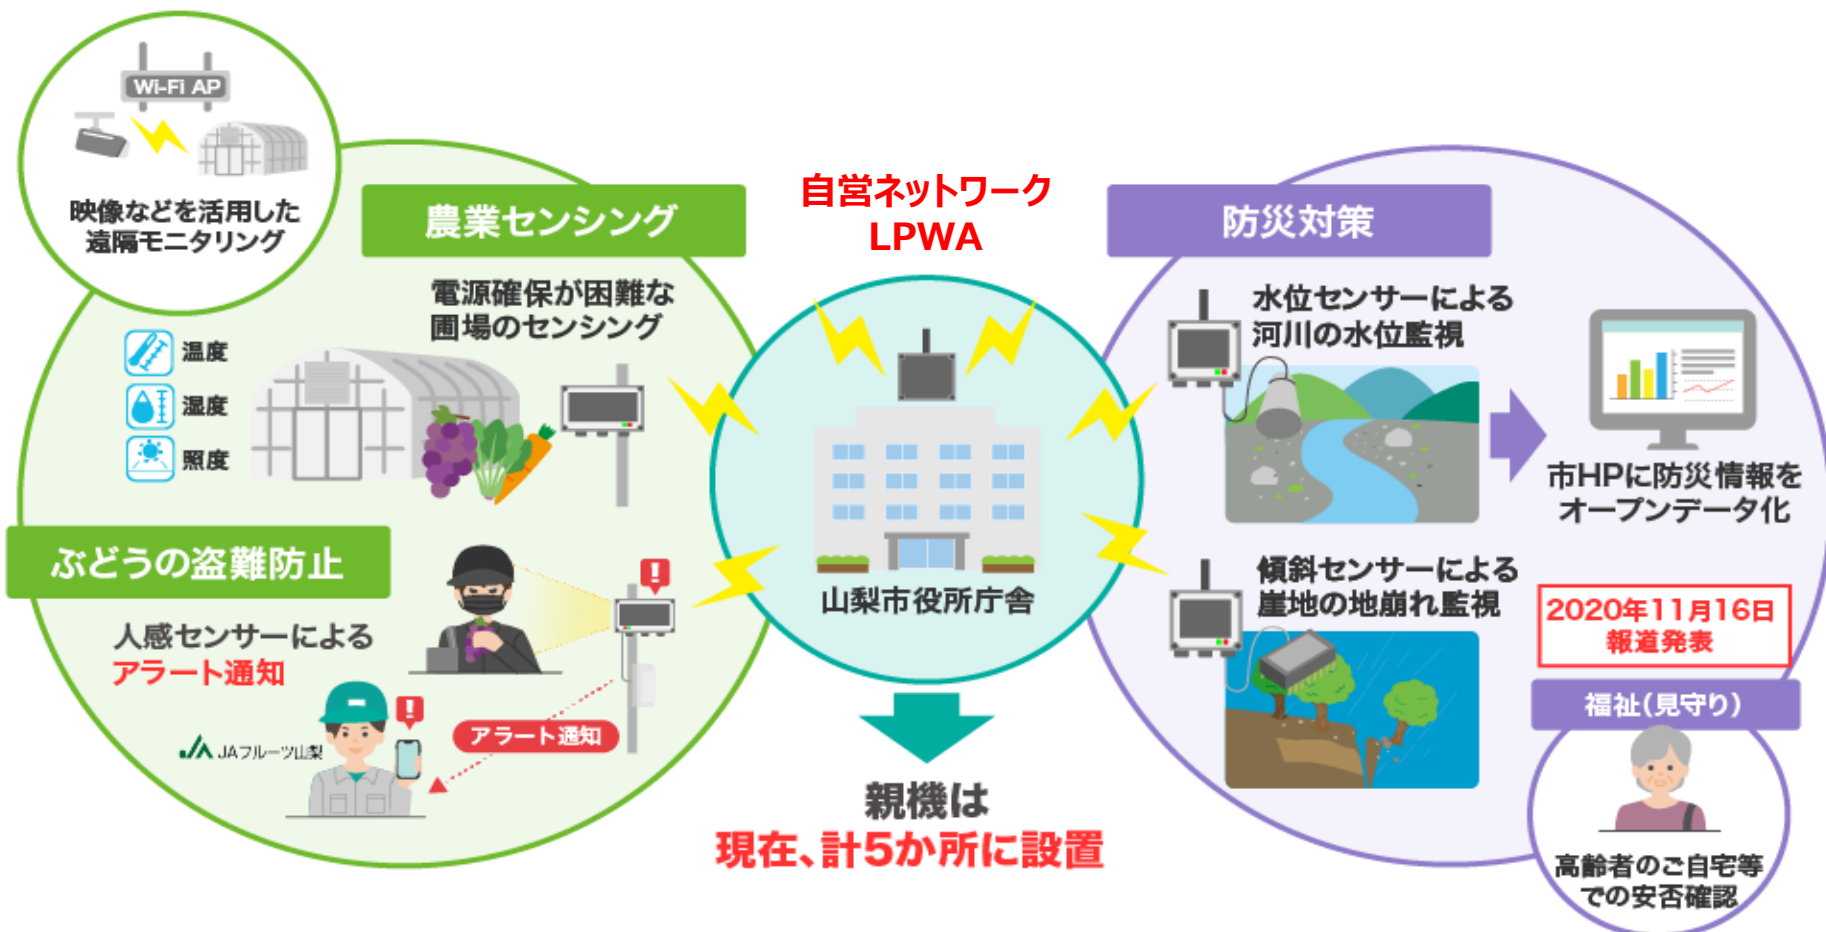 Wi-Fi AP
映像などを活用した
遠隔モニタリング
農業センシング
電源確保が困難な
圃場のセンシング
温度
湿度
照度
ぶどうの盗難防止
人感センサーによる
アラート通知
アラート通知
JAフルーツ山梨
自営ネットワーク
LPWA
山梨市役所庁舎
親機は
現在、計5か所に設置
防災対策
水位センサーによる
河川の水位監視
市HPに防災情報を
オープンデータ化
傾斜センサーによる
崖地の地崩れ監視
2020年11月16日
報道発表
福祉(見守り)
高齢者のご自宅等
での安否確認